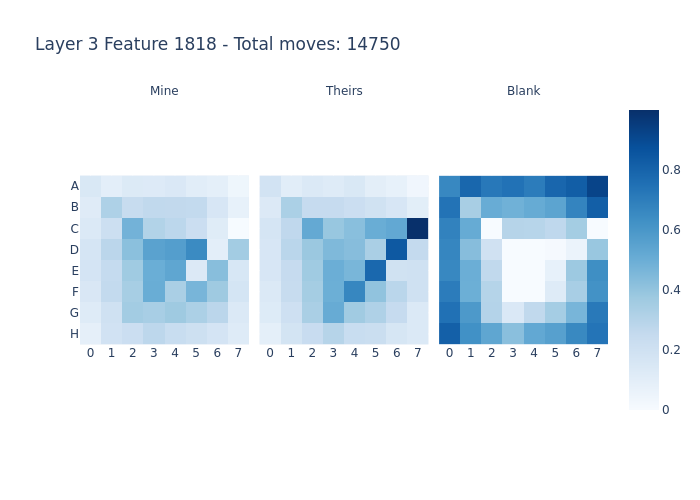 Layer 3 Feature 1818 - Total moves: 14750
Mine Theirs Blank
A
B
C
D
E
F
G
H
0 1 2 3 4 5 6 7 0 1 2 3 4 5 6 7 0 1 2 3 4 5 6 7
0.8
0.6
0.4
0.2
0